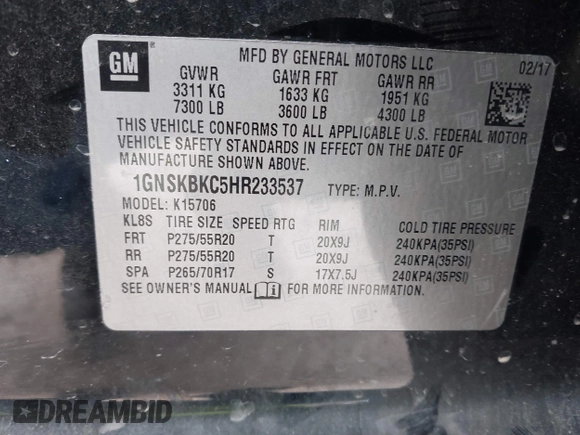 GM
MFD BY GENERAL MOTORS LLC
02/17
GVWR GAWR FRT GAWR RR
3311 KG 1633 KG 1951 KG
7300 LB 3600 LB 4300 LB
THIS VEHICLE CONFORMS TO ALL APPLICABLE U.S. FEDERAL MOTOR
VEHICLE SAFETY STANDARDS IN EFFECT ON THE DATE OF
MANUFACTURE SHOWN ABOVE.
1GNSKBKC5HR233537 TYPE: M.P.V.
MODEL: K15706
KL8S TIRE SIZE SPEED RTG RIM COLD TIRE PRESSURE
FRT P275/55R20 T 20X9J 240KPA(35PSI)
RR P275/55R20 T 20X9J 240KPA(35PSI)
SPA P265/70R17 S 17X7.5J 240KPA(35PSI)
SEE OWNER'S MANUAL FOR MORE INFORMATION.
DREAMBID